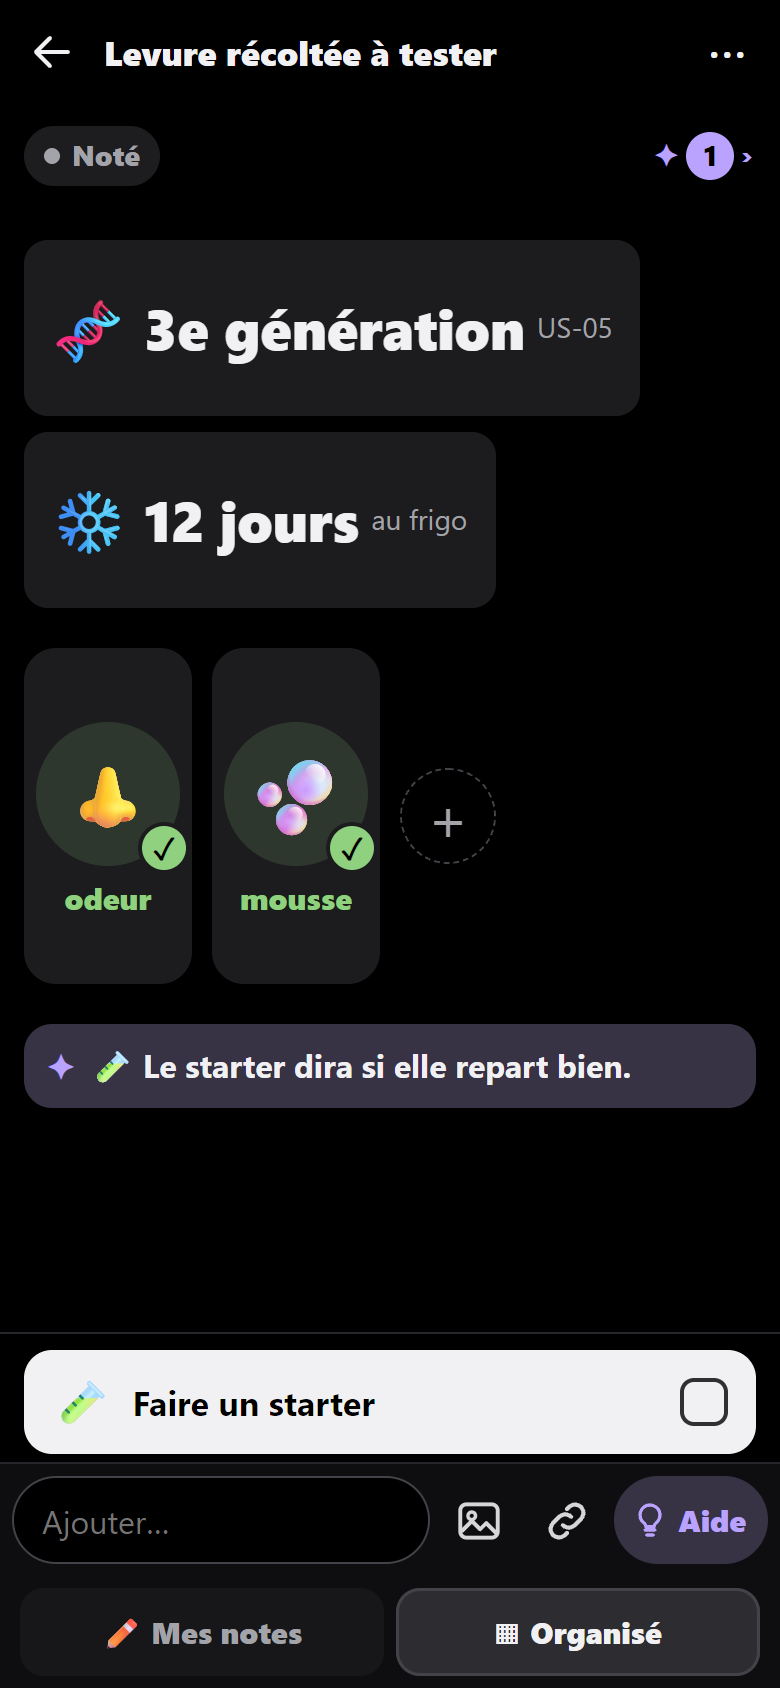 Levure récoltée à tester
Noté
1
3e génération US-05
12 jours au frigo
odeur
mousse
Le starter dira si elle repart bien.
Faire un starter
Ajouter...
Aide
Mes notes
Organisé